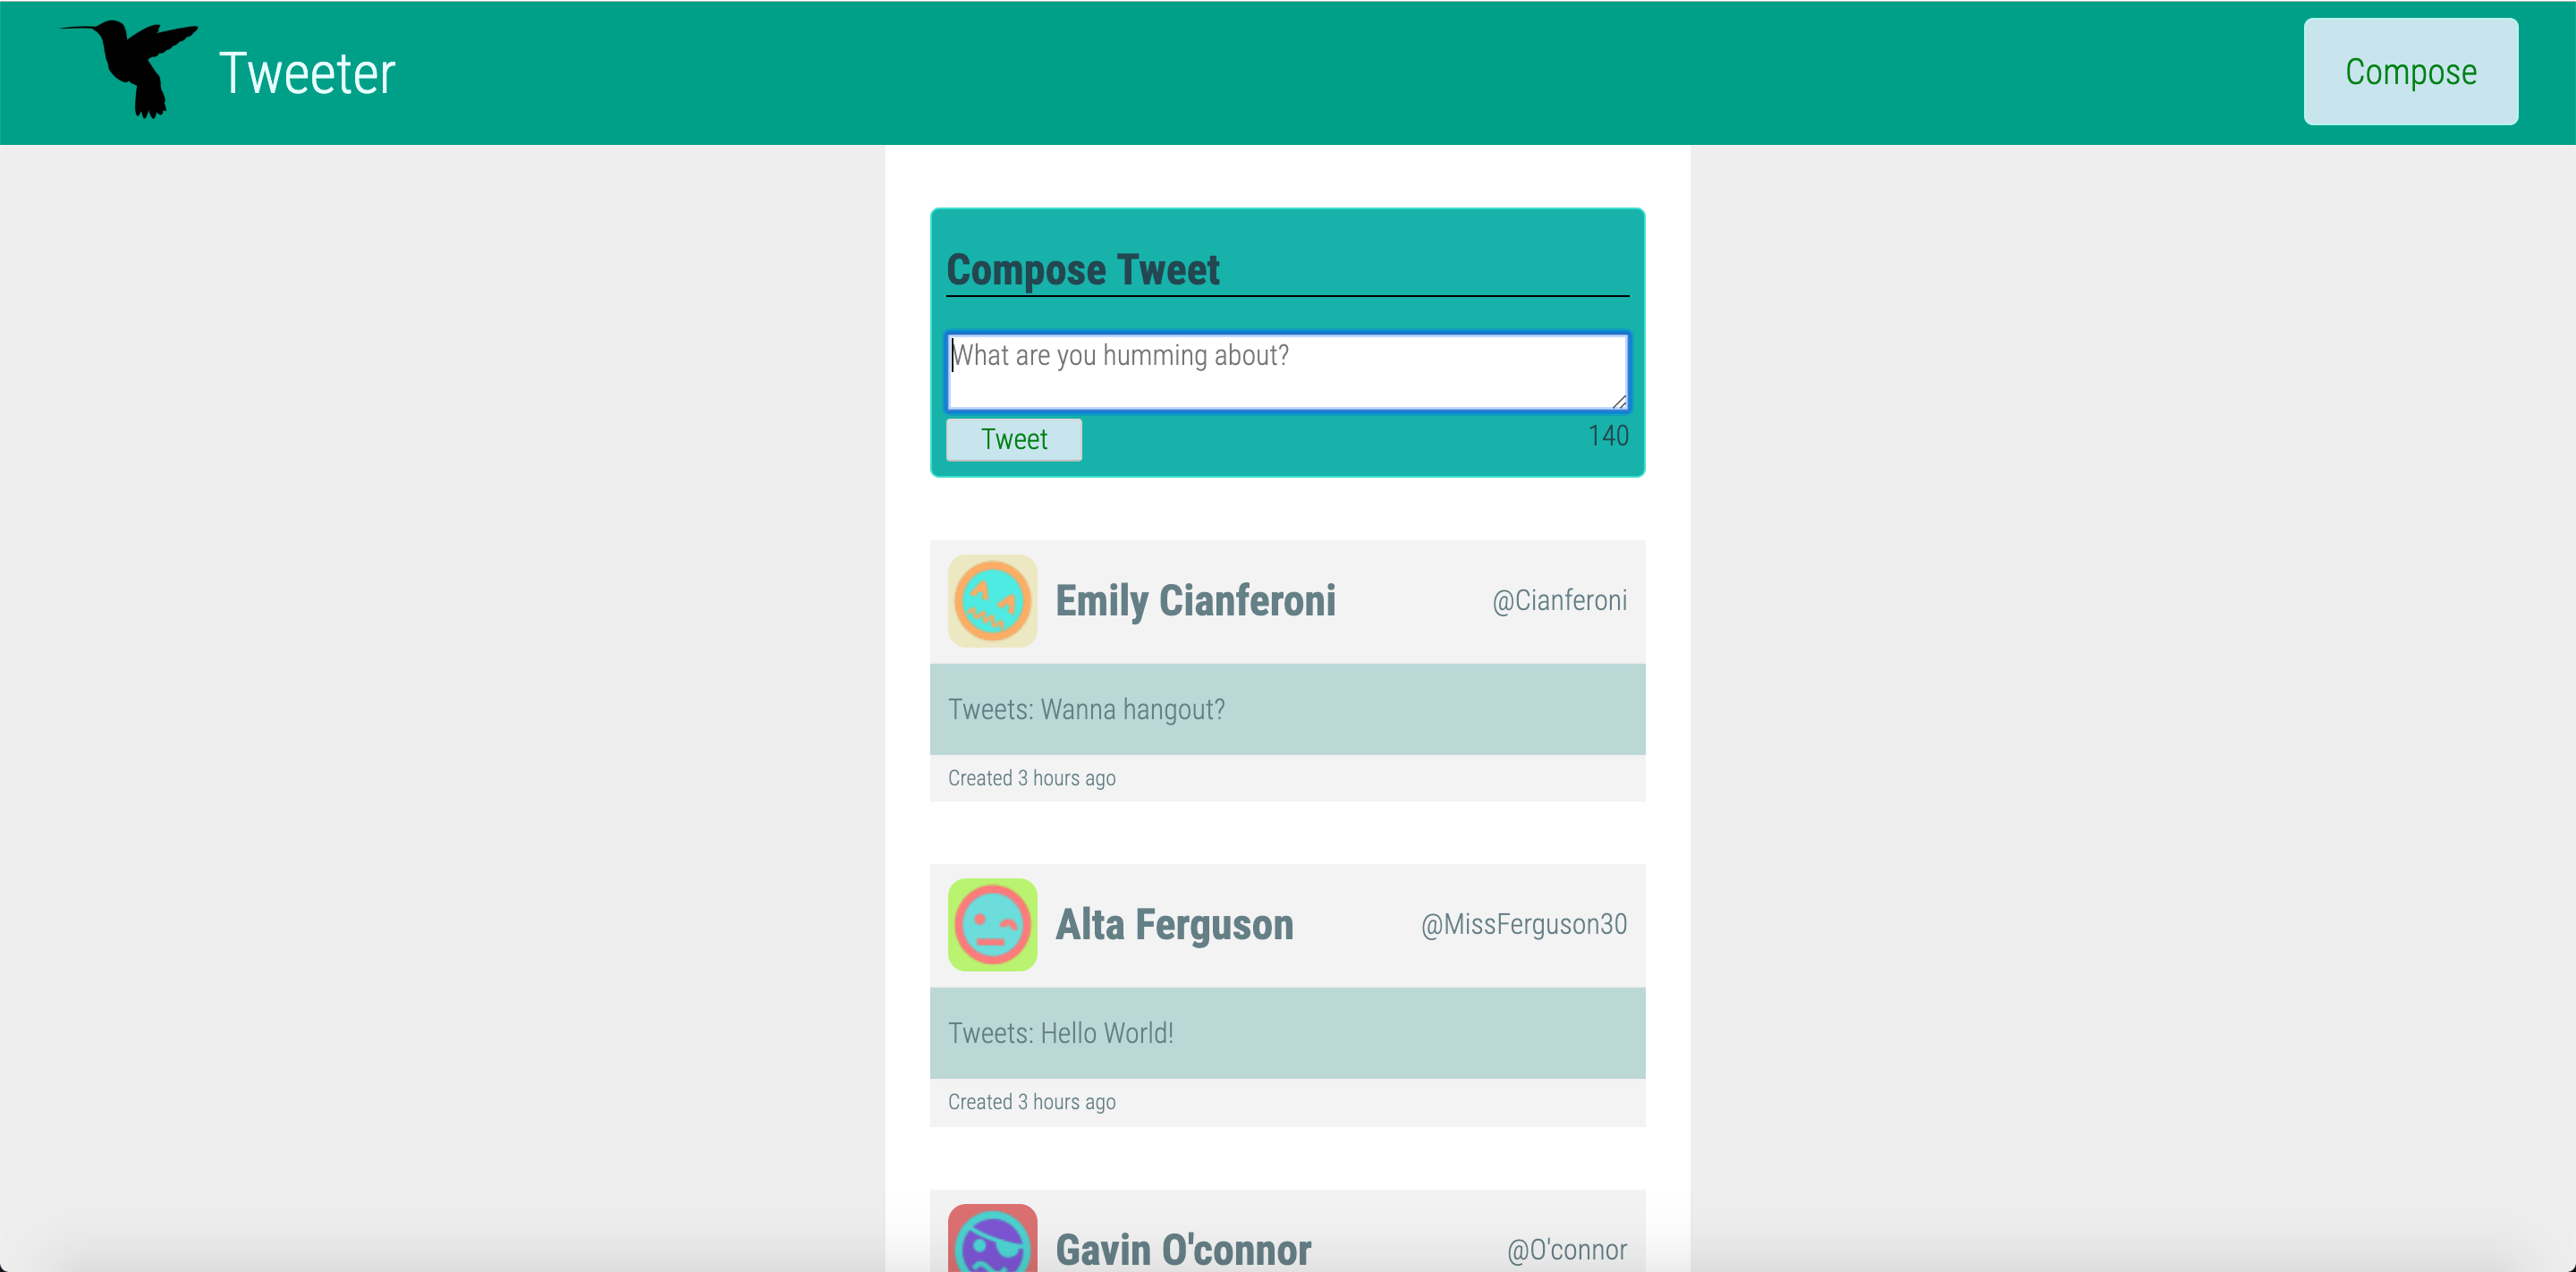 Tweeter
Compose
Compose Tweet
What are you humming about?
Tweet
140
Emily Cianferoni
@Cianferoni
Tweets: Wanna hangout?
Created 3 hours ago
Alta Ferguson
@MissFerguson30
Tweets: Hello World!
Created 3 hours ago
Gavin O'connor
@O'connor